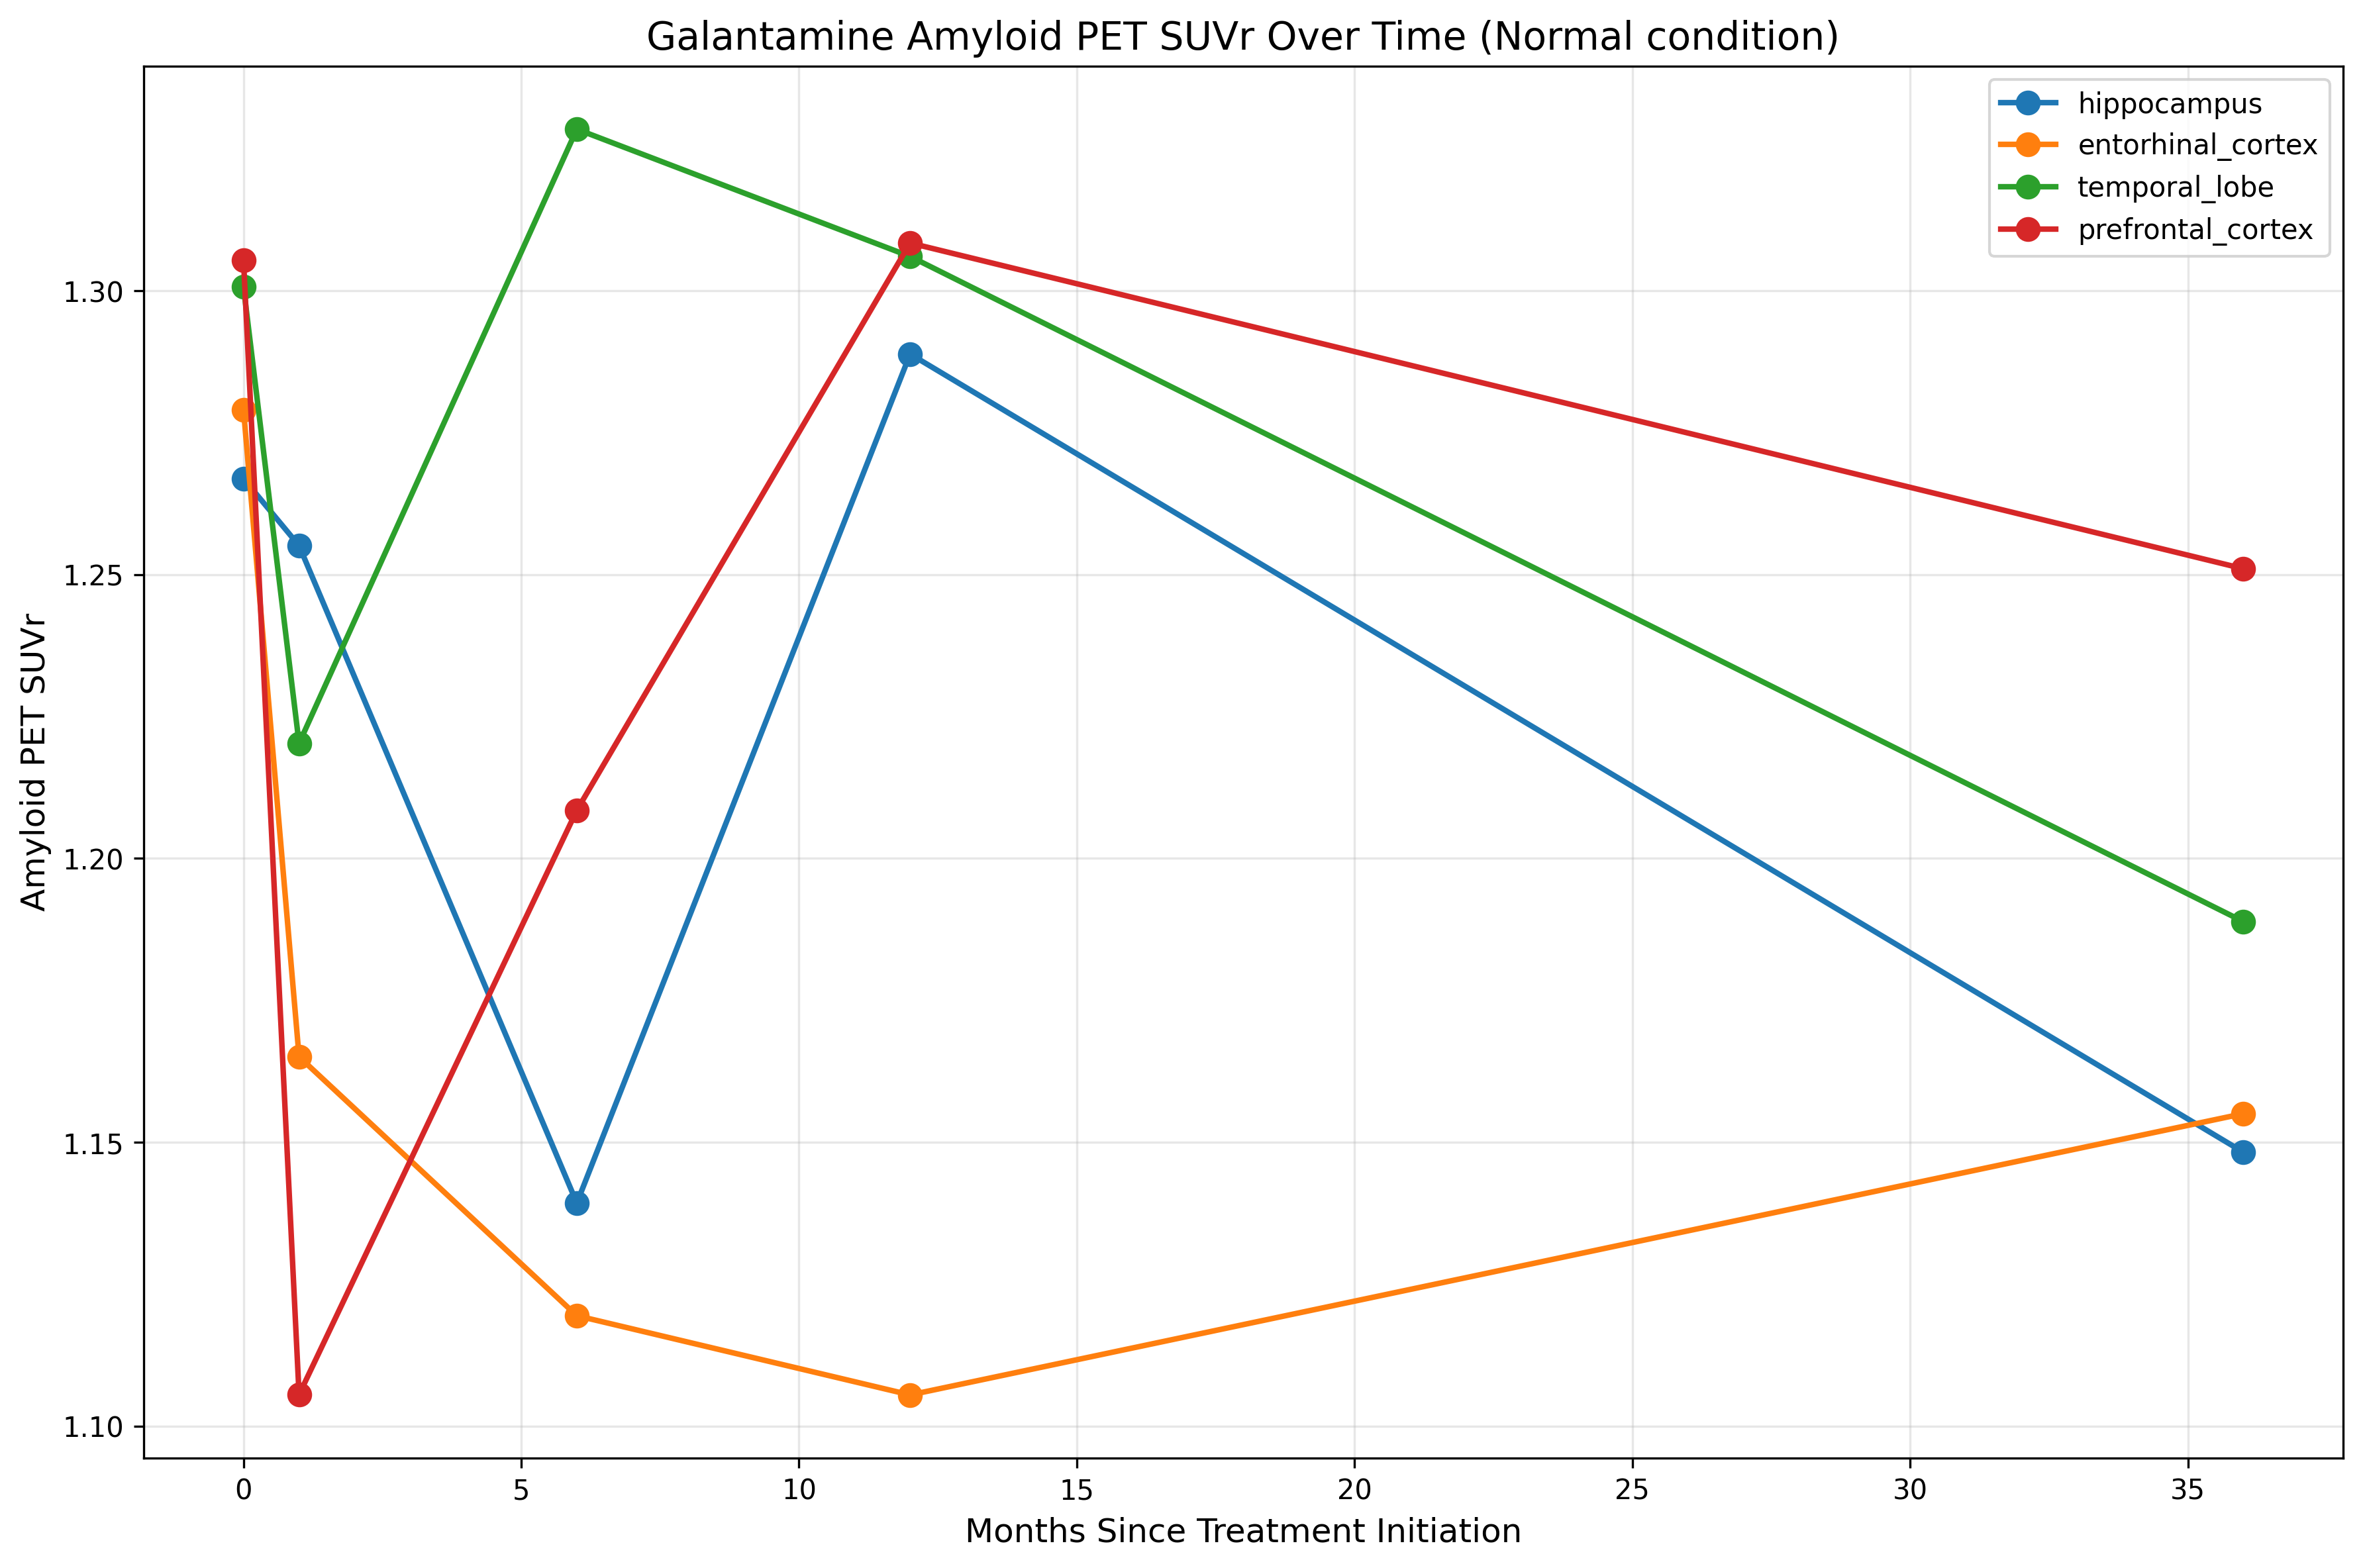 Galantamine Amyloid PET SUVr Over Time (Normal condition)
hippocampus
entorhinal_cortex
temporal_lobe
prefrontal_cortex
Amyloid PET SUVr
1.30
1.25
1.20
1.15
1.10
0 5 10 15 20 25 30 35
Months Since Treatment Initiation